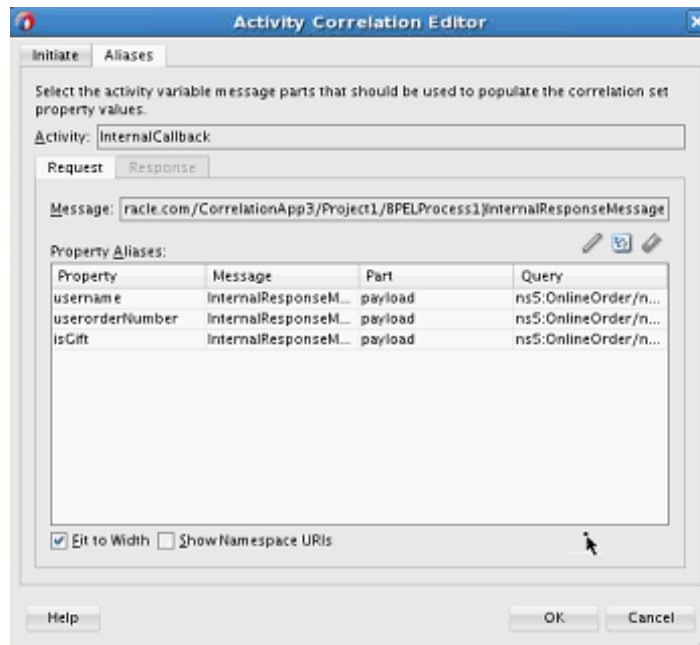 Activity Correlation Editor
Initiate Aliases
Select the activity variable message parts that should be used to populate the correlation set
property values.
Activity: InternalCallback
Request Response
Message: racle.com/CorrelationApp3/Project1/BPELProcess1}InternalResponseMessage
Property Aliases:
Property Message Part Query
username InternalResponseM... payload ns5:OnlineOrder/n...
userorderNumber InternalResponseM... payload ns5:OnlineOrder/n...
isGift InternalResponseM... payload ns5:OnlineOrder/n...
Fit to Width Show Namespace URIs
Help OK Cancel